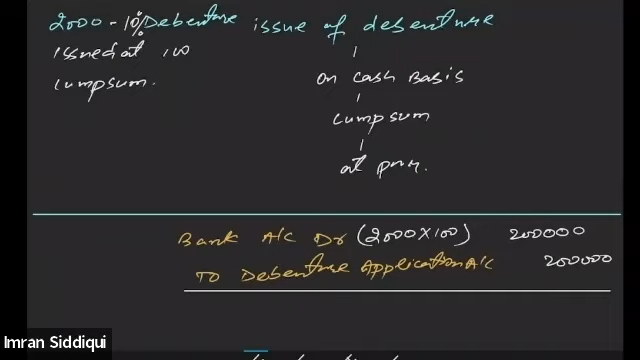 2000 - 10% Debenture
issued at 100
lumpsum.
issue of debenture
on cash Basis
lumpsum
at par.
Bank A/c Dr (2000X100) 200000
To Debenture Application A/c 200000
Imran Siddiqui